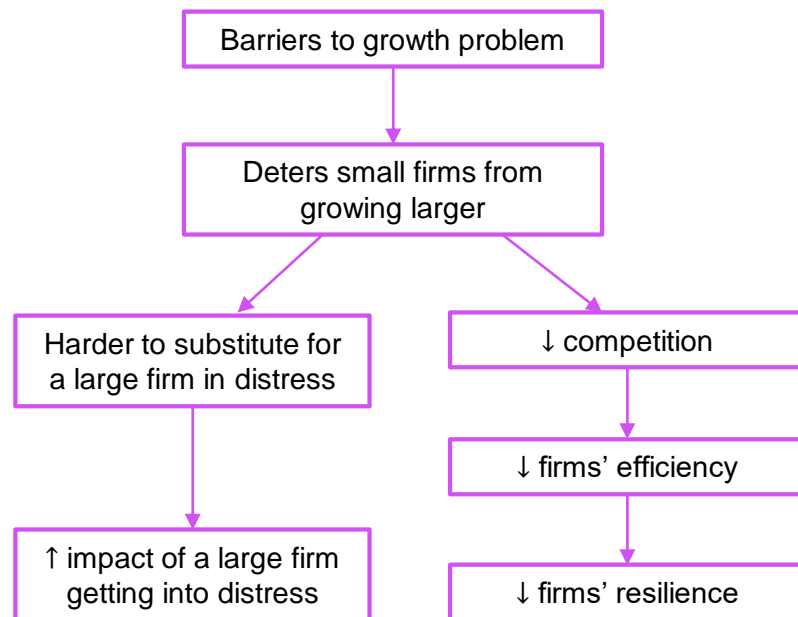 Barriers to growth problem
Deters small firms from
growing larger
Harder to substitute for
a large firm in distress
↓ competition
↓ firms’ efficiency
↑ impact of a large firm
getting into distress
↓ firms’ resilience